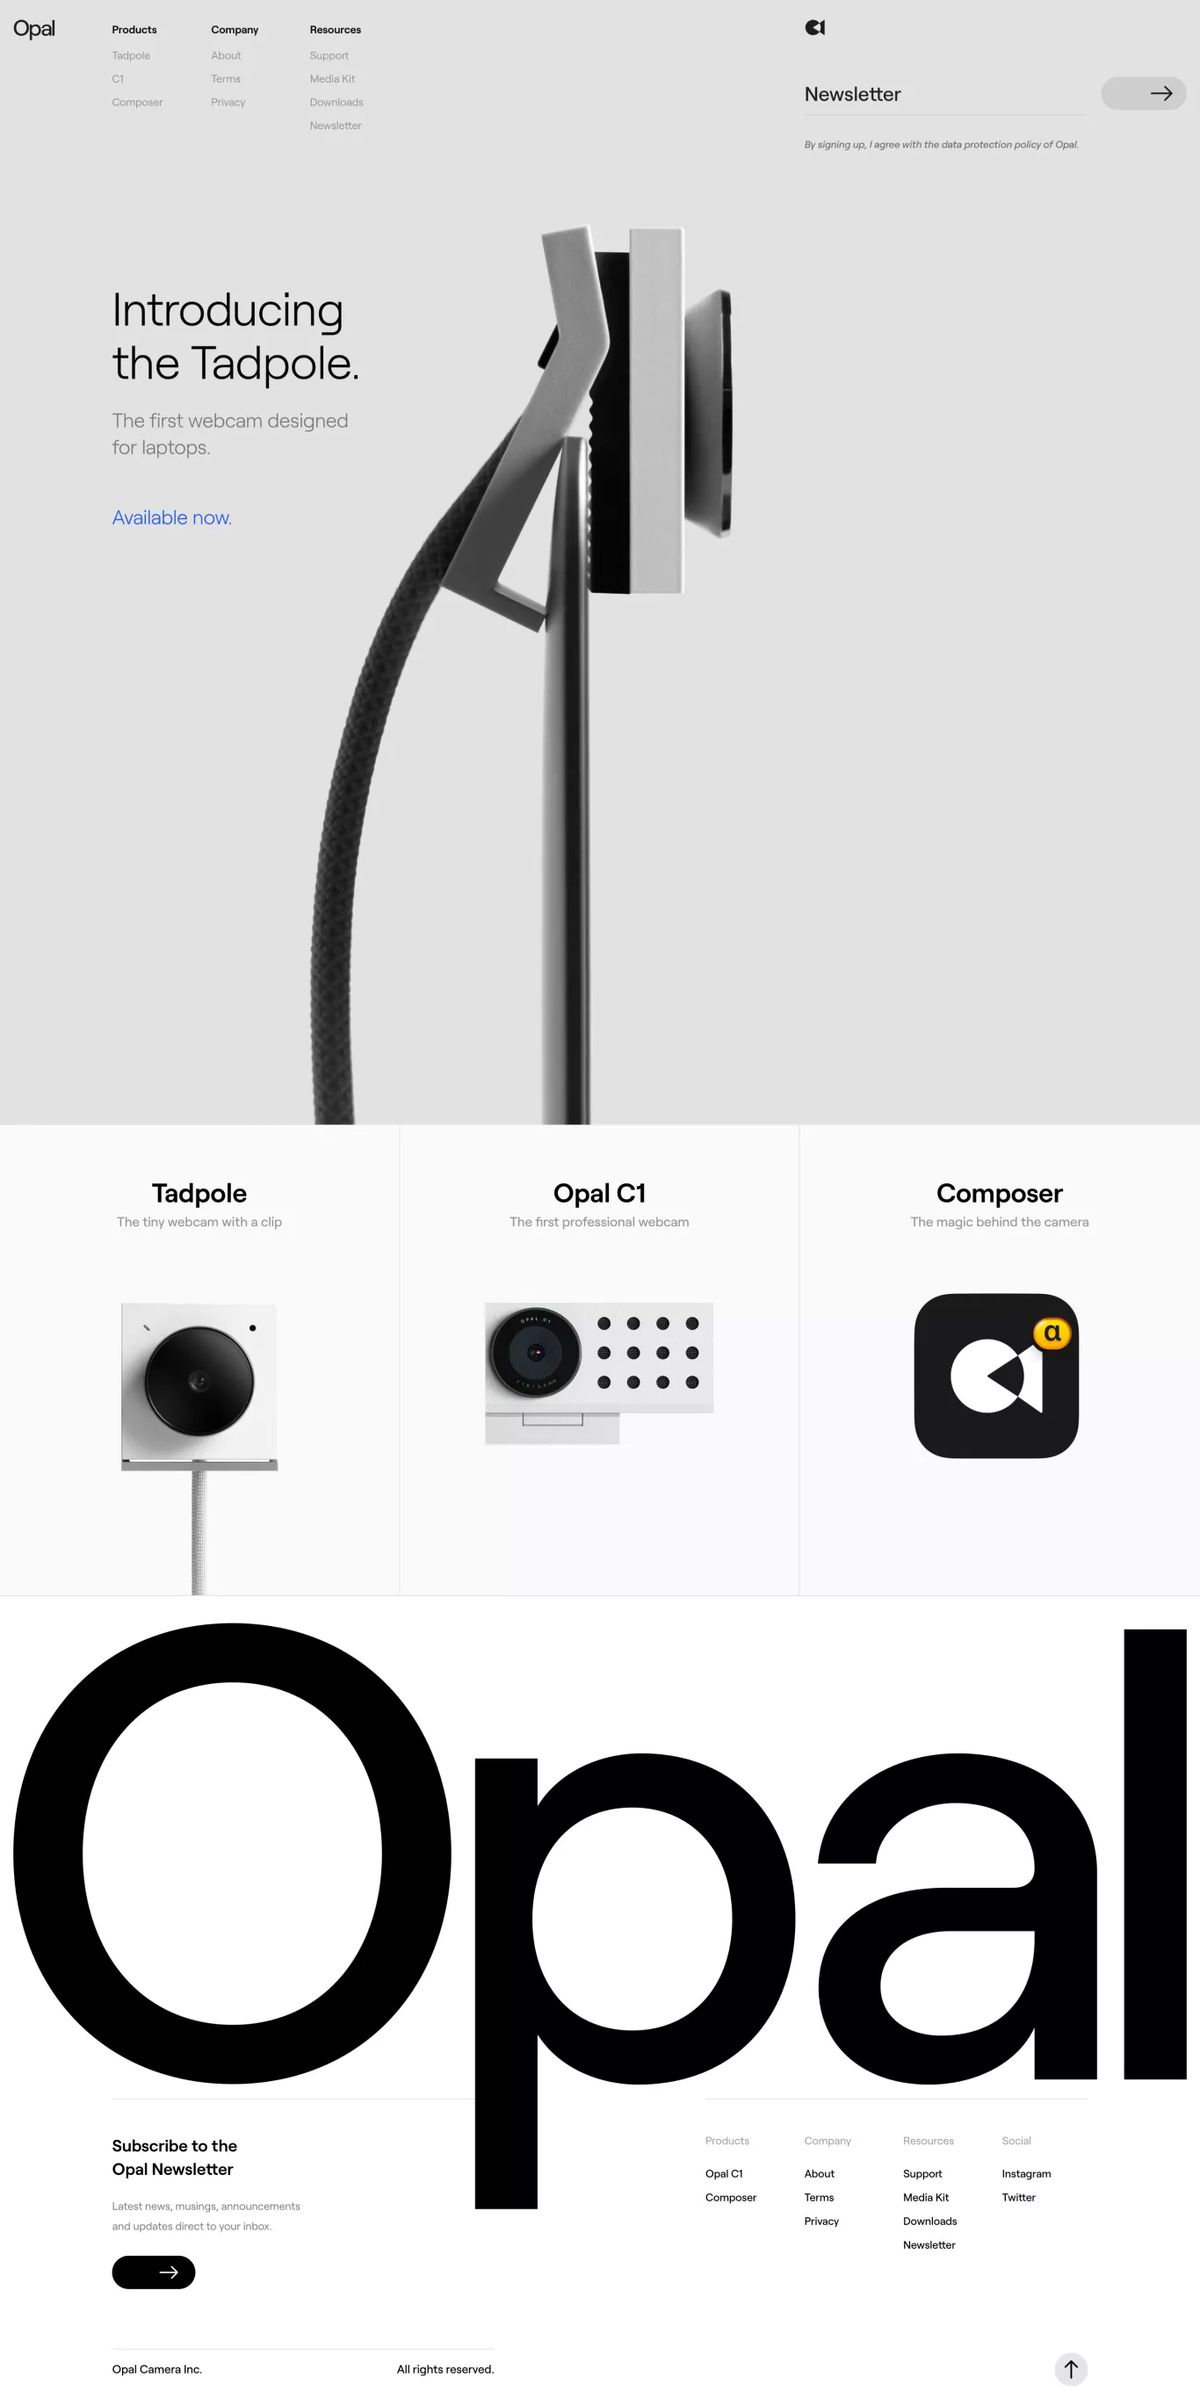 Opal
Products
Tadpole
C1
Composer
Company
About
Terms
Privacy
Resources
Support
Media Kit
Downloads
Newsletter
Newsletter
By signing up, I agree with the data protection policy of Opal.
Introducing
the Tadpole.
The first webcam designed
for laptops.
Available now.
Tadpole
The tiny webcam with a clip
Opal C1
The first professional webcam
OPAL C1
Composer
The magic behind the camera
α
Opal
Subscribe to the
Opal Newsletter
Latest news, musings, announcements
and updates direct to your inbox.
Products
Opal C1
Composer
Company
About
Terms
Privacy
Resources
Support
Media Kit
Downloads
Newsletter
Social
Instagram
Twitter
Opal Camera Inc.
All rights reserved.